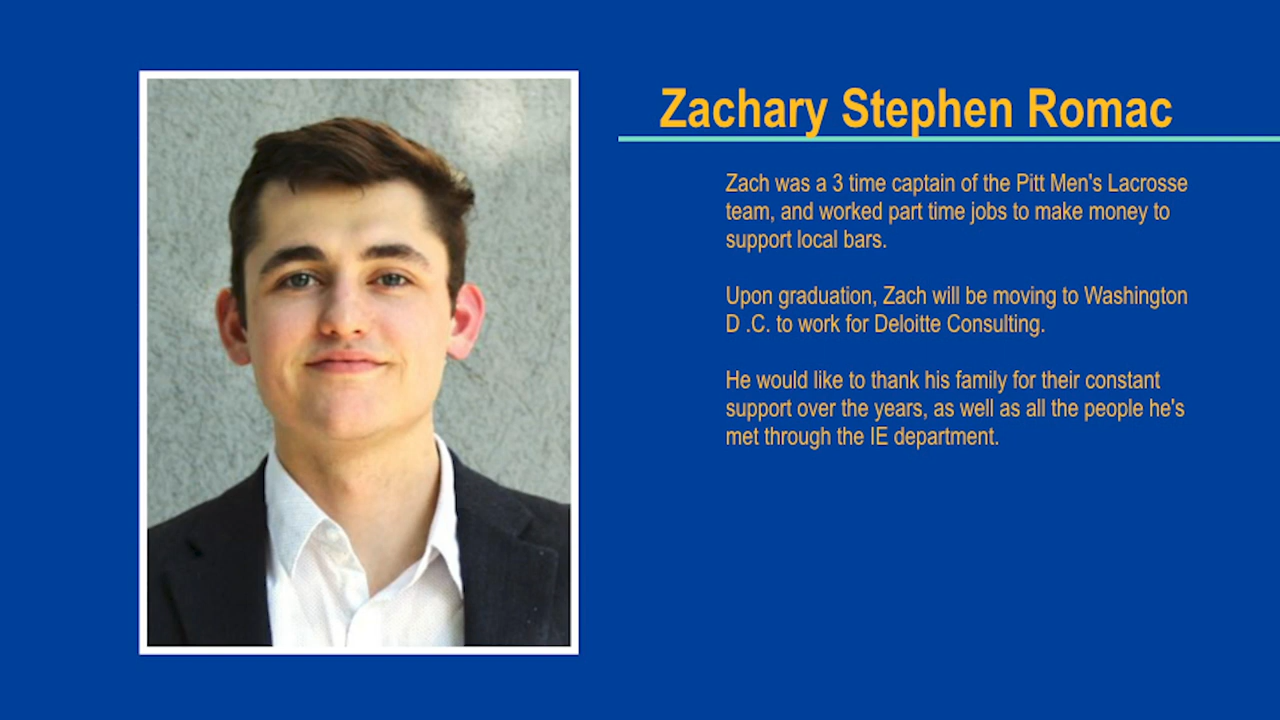 Zachary Stephen Romac
Zach was a 3 time captain of the Pitt Men's Lacrosse
team, and worked part time jobs to make money to
support local bars.
Upon graduation, Zach will be moving to Washington
D .C. to work for Deloitte Consulting.
He would like to thank his family for their constant
support over the years, as well as all the people he's
met through the IE department.